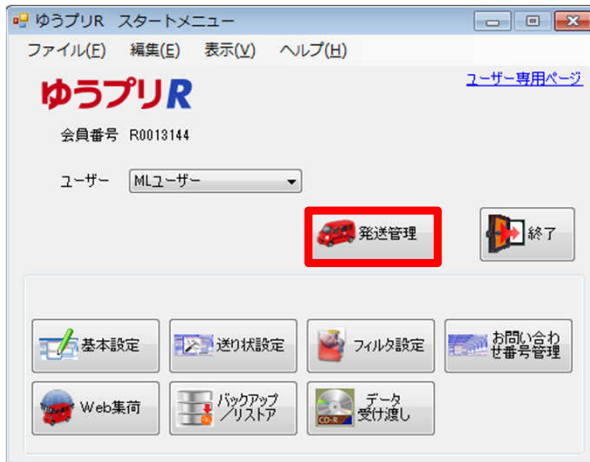 ゆうプリR スタートメニュー
ファイル(F) 編集(E) 表示(V) ヘルプ(H)
ユーザー専用ページ
ゆうプリR
会員番号 R0013144
ユーザー MLユーザー
発送管理
終了
基本設定
送り状設定
フィルタ設定
お問い合わ
せ番号管理
Web集荷
バックアップ
/リストア
CD-R
データ
受け渡し